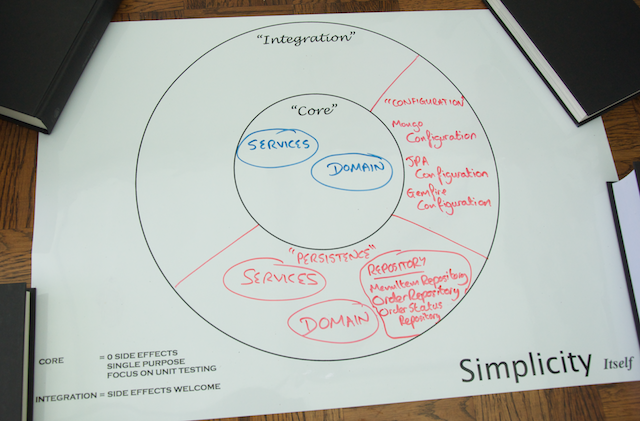 "Integration"
"Core"
SERVICES
DOMAIN
"CONFIGURATION"
Mongo
Configuration
JPA
Configuration
Gemfire
Configuration
"PERSISTENCE"
SERVICES
DOMAIN
REPOSITORY
MenuItem Repository
Order Repository
Order Status
Repository
CORE = 0 SIDE EFFECTS
SINGLE PURPOSE
FOCUS ON UNIT TESTING
INTEGRATION = SIDE EFFECTS WELCOME
Simplicity Itself